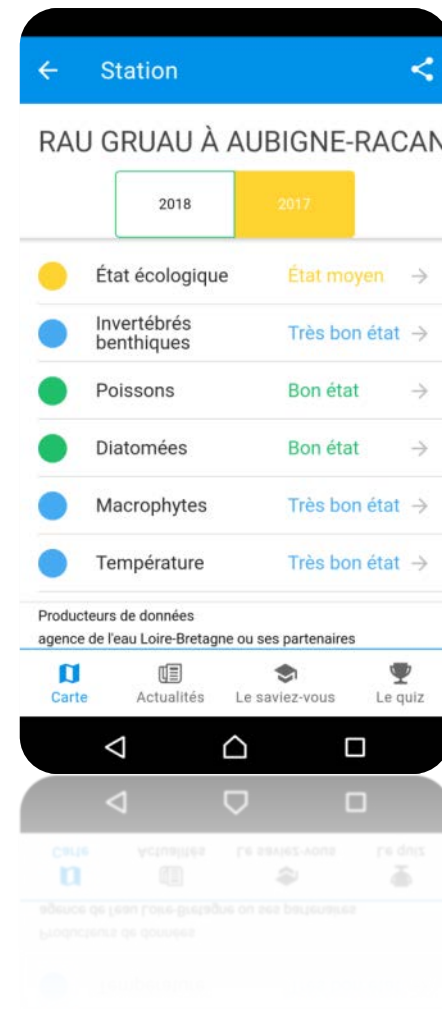 Station
RAU GRUAU À AUBIGNE-RACAN
2018 2017
État écologique État moyen
Invertébrés
benthiques Très bon état
Poissons Bon état
Diatomées Bon état
Macrophytes Très bon état
Température Très bon état
Producteurs de données
agence de l'eau Loire-Bretagne ou ses partenaires
Carte Actualités Le saviez-vous Le quiz